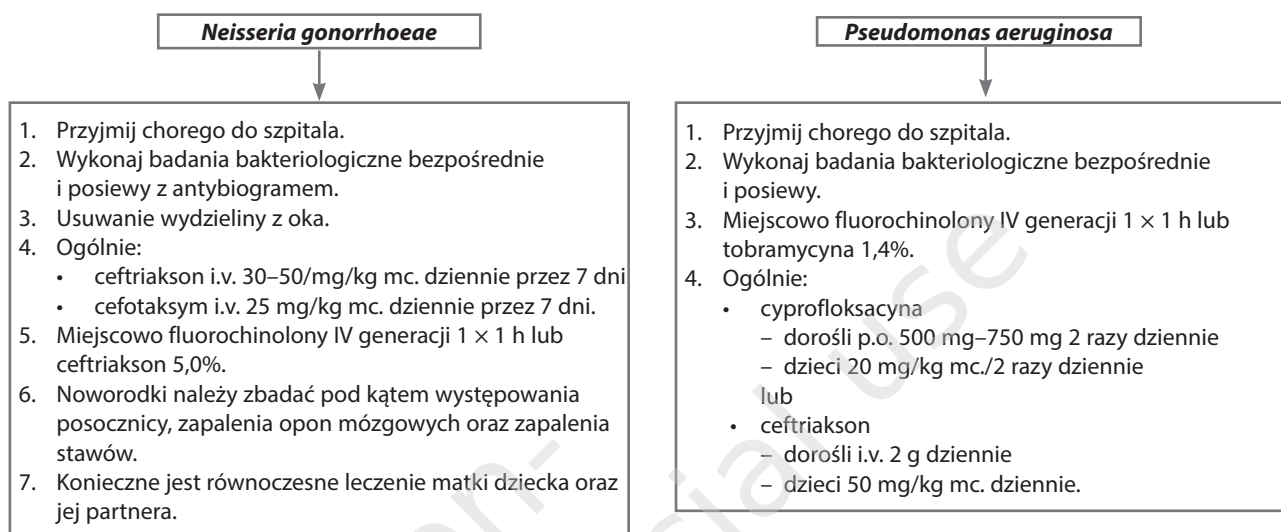 Neisseria gonorrhoeae
1. Przyjmij chorego do szpitala.
2. Wykonaj badania bakteriologiczne bezpośrednie
i posiewy z antybiogramem.
3. Usuwanie wydzieliny z oka.
4. Ogólnie:
• ceftriakson i.v. 30–50/mg/kg mc. dziennie przez 7 dni
• cefotaksym i.v. 25 mg/kg mc. dziennie przez 7 dni.
5. Miejscowo fluorochinolony IV generacji 1 × 1 h lub
ceftriakson 5,0%.
6. Noworodki należy zbadać pod kątem występowania
posocznicy, zapalenia opon mózgowych oraz zapalenia
stawów.
7. Konieczne jest równoczesne leczenie matki dziecka oraz
jej partnera.
Pseudomonas aeruginosa
1. Przyjmij chorego do szpitala.
2. Wykonaj badania bakteriologiczne bezpośrednie
i posiewy.
3. Miejscowo fluorochinolony IV generacji 1 × 1 h lub
tobramycyna 1,4%.
4. Ogólnie:
• cyprofloksacyna
– dorośli p.o. 500 mg–750 mg 2 razy dziennie
– dzieci 20 mg/kg mc./2 razy dziennie
lub
• ceftriakson
– dorośli i.v. 2 g dziennie
– dzieci 50 mg/kg mc. dziennie.